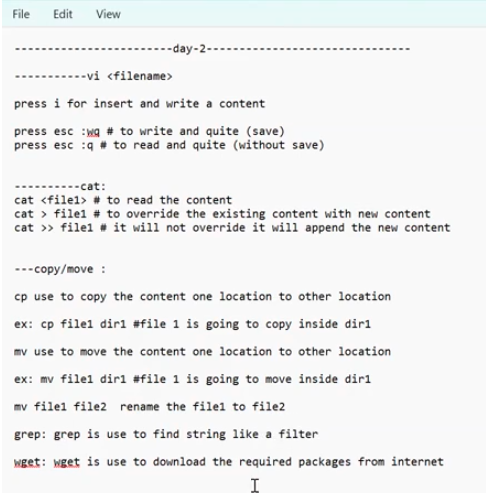 File Edit View
------------------------day-2-------------------------------
-----------vi <filename>
press i for insert and write a content
press esc :wq # to write and quite (save)
press esc :q # to read and quite (without save)
----------cat:
cat <file1> # to read the content
cat > file1 # to override the existing content with new content
cat >> file1 # it will not override it will append the new content
---copy/move :
cp use to copy the content one location to other location
ex: cp file1 dir1 #file 1 is going to copy inside dir1
mv use to move the content one location to other location
ex: mv file1 dir1 #file 1 is going to move inside dir1
mv file1 file2  rename the file1 to file2
grep: grep is use to find string like a filter
wget: wget is use to download the required packages from internet